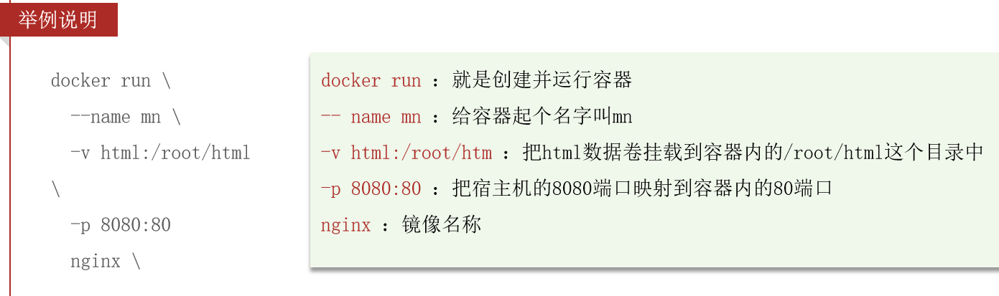 举例说明
docker run \
--name mn \
-v html:/root/html
\
-p 8080:80
nginx \
docker run ：就是创建并运行容器
-- name mn ：给容器起个名字叫mn
-v html:/root/htm ：把html数据卷挂载到容器内的/root/html这个目录中
-p 8080:80 ：把宿主机的8080端口映射到容器内的80端口
nginx ：镜像名称